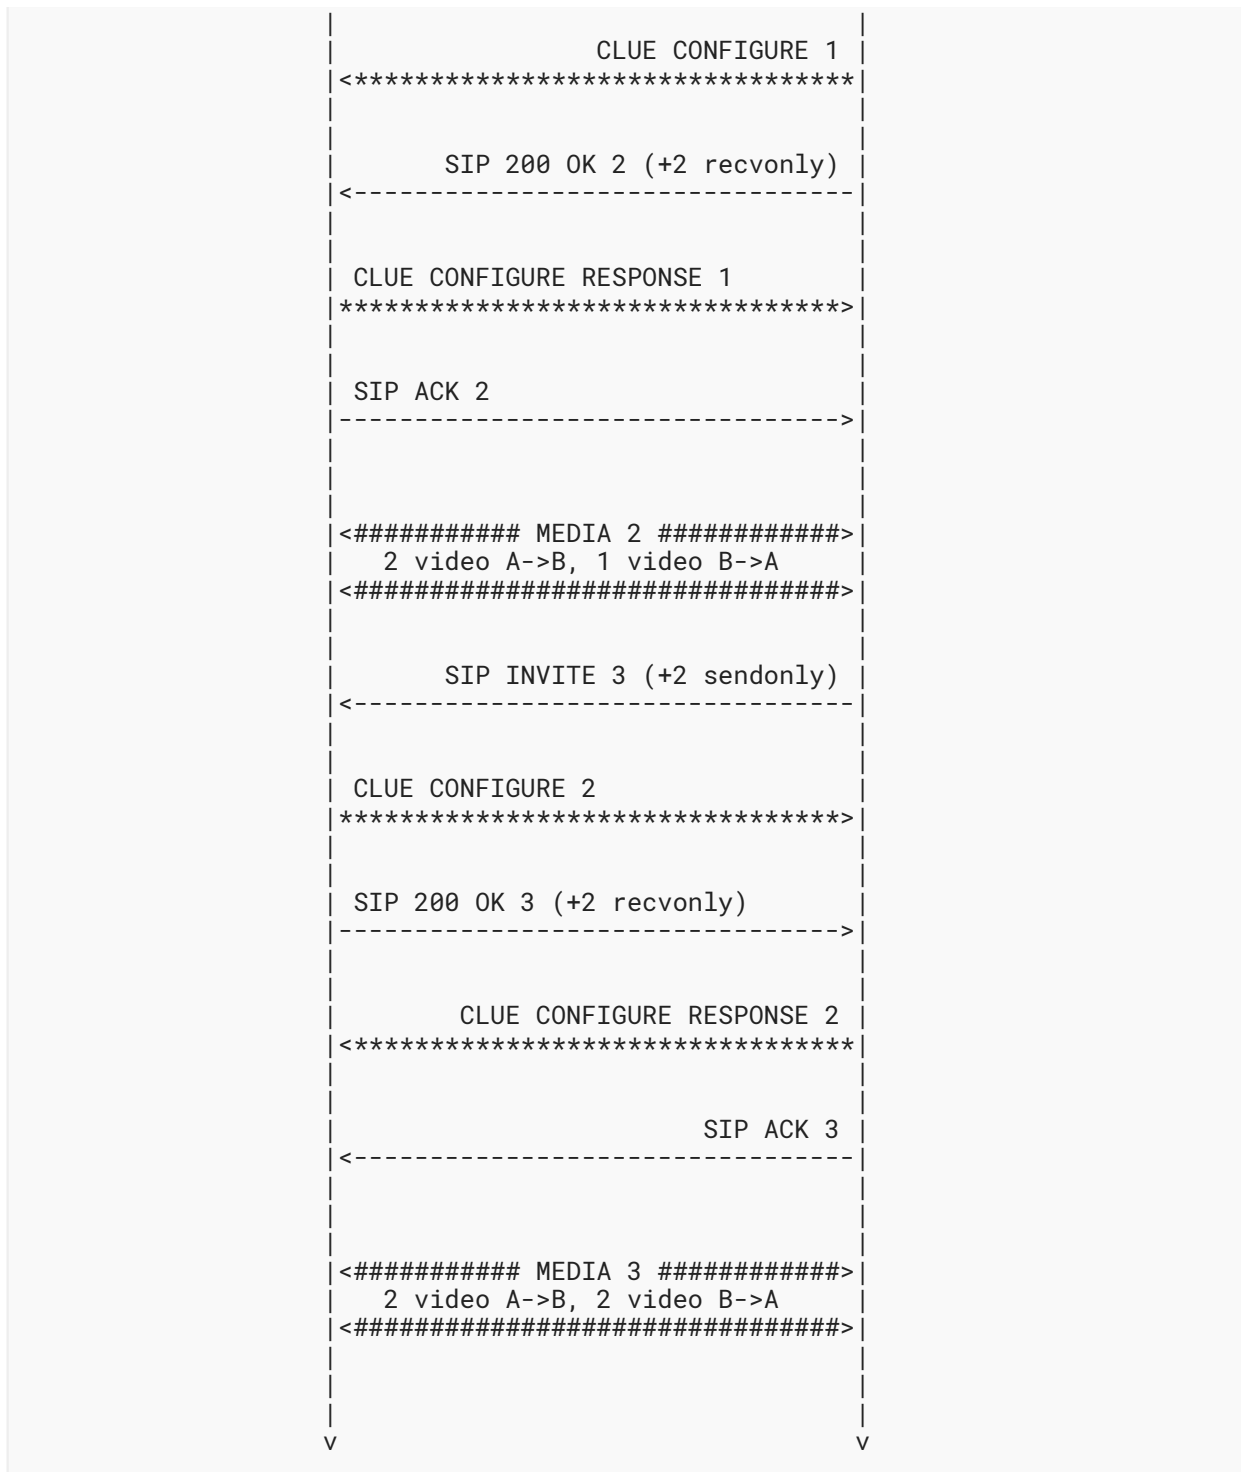 CLUE CONFIGURE 1
|<*********************************|
SIP 200 OK 2 (+2 recvonly)
|<---------------------------------|
CLUE CONFIGURE RESPONSE 1
|*********************************>|
SIP ACK 2
|--------------------------------->|
|<########### MEDIA 2 ############>|
2 video A->B, 1 video B->A
|<################################>|
SIP INVITE 3 (+2 sendonly)
|<---------------------------------|
CLUE CONFIGURE 2
|*********************************>|
SIP 200 OK 3 (+2 recvonly)
|--------------------------------->|
CLUE CONFIGURE RESPONSE 2
|<*********************************|
SIP ACK 3
|<---------------------------------|
|<########### MEDIA 3 ############>|
2 video A->B, 2 video B->A
|<################################>|
v v